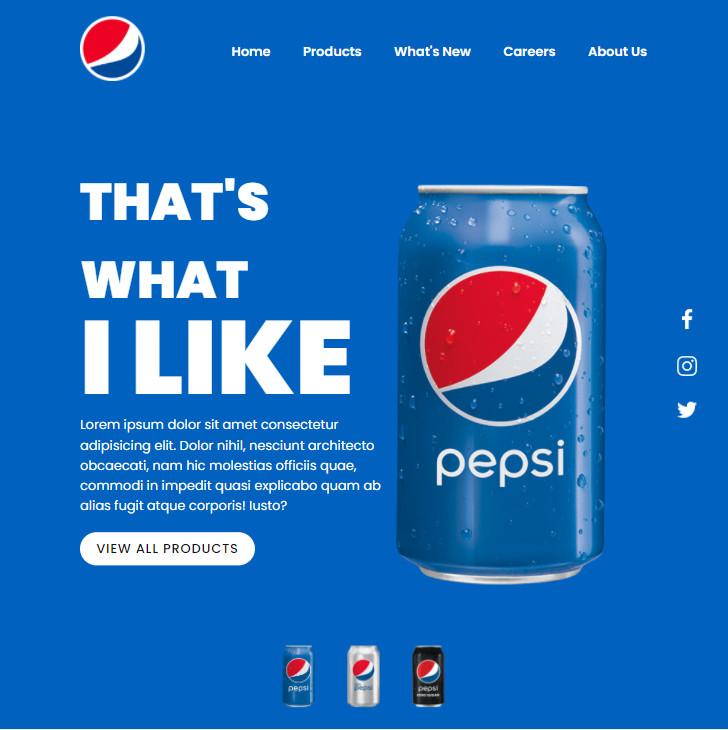 Home Products What's New Careers About Us
THAT'S
WHAT
I LIKE
Lorem ipsum dolor sit amet consectetur
adipisicing elit. Dolor nihil, nesciunt architecto
obcaecati, nam hic molestias officiis quae,
commodi in impedit quasi explicabo quam ab
alias fugit atque corporis! Iusto?
VIEW ALL PRODUCTS
pepsi
pepsi pepsi pepsi
ZERO SUGAR